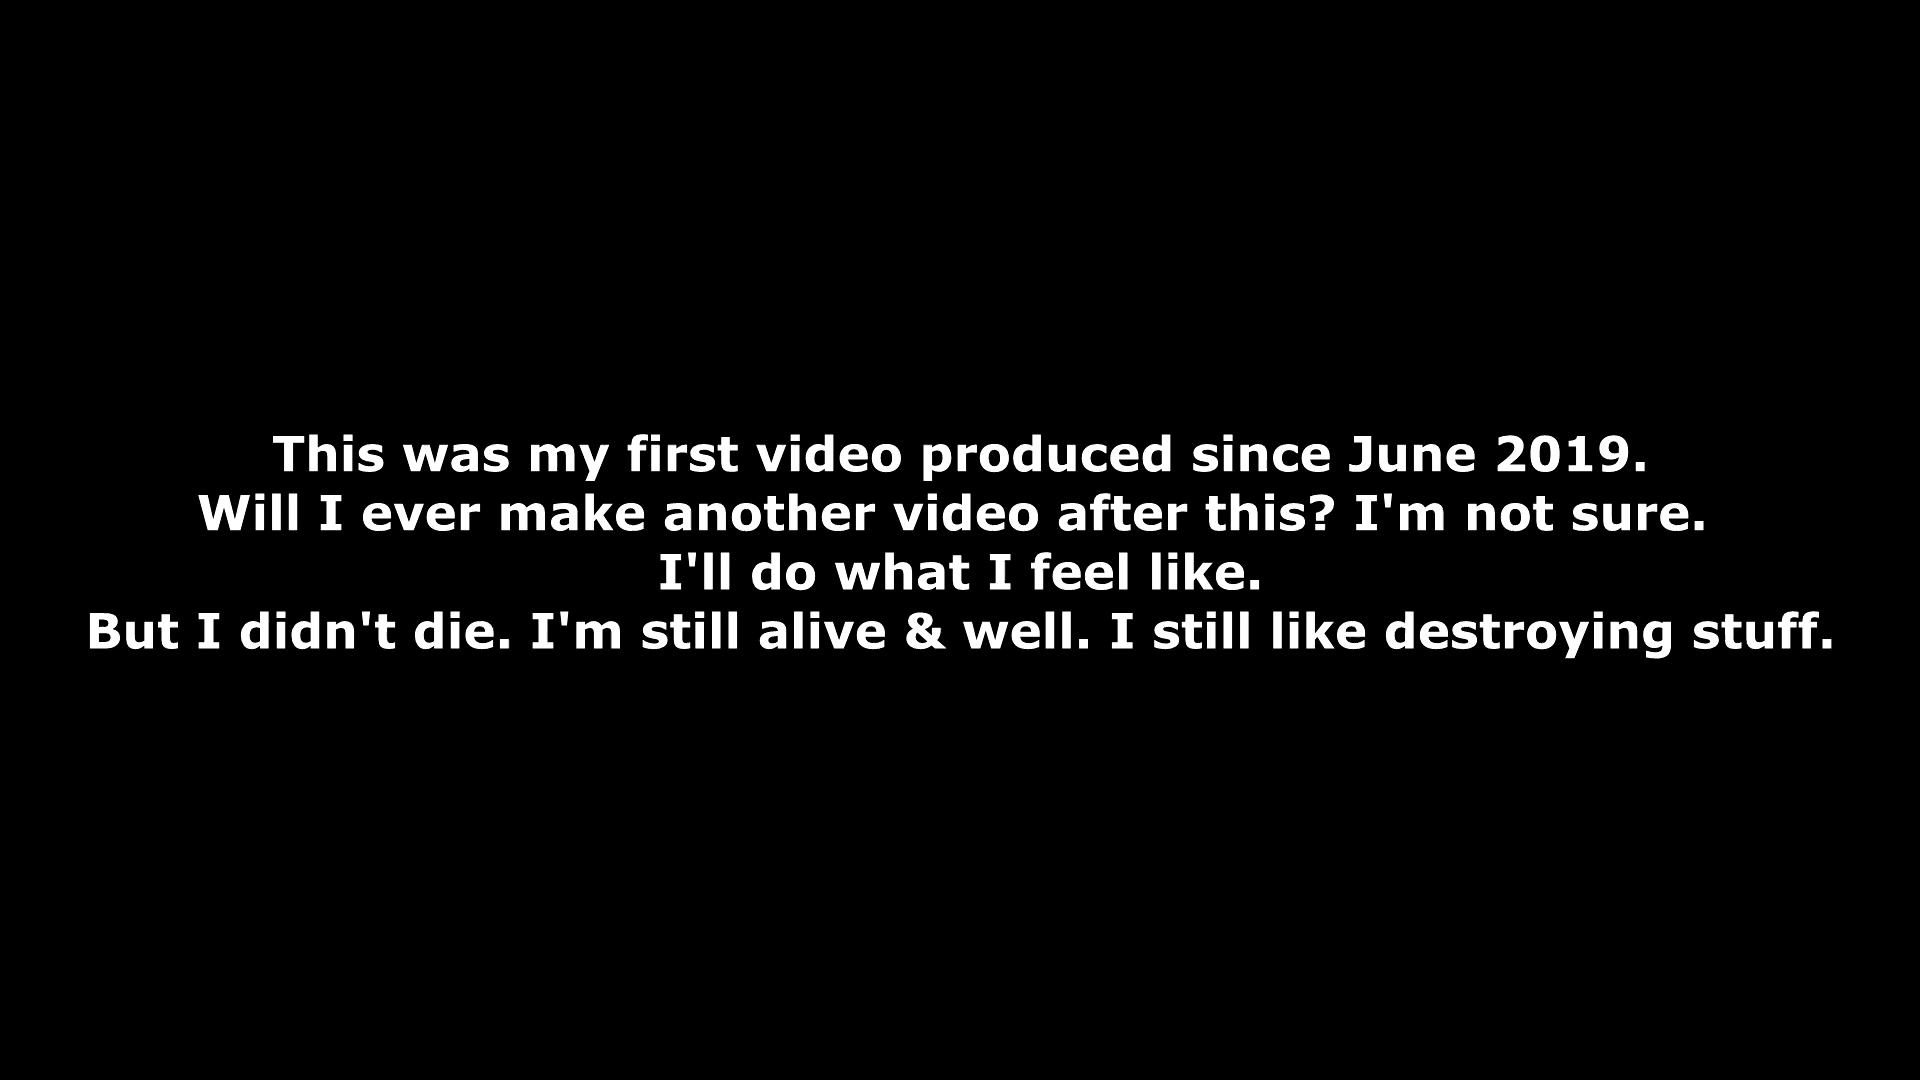 This was my first video produced since June 2019.
Will I ever make another video after this? I'm not sure.
I'll do what I feel like.
But I didn't die. I'm still alive & well. I still like destroying stuff.